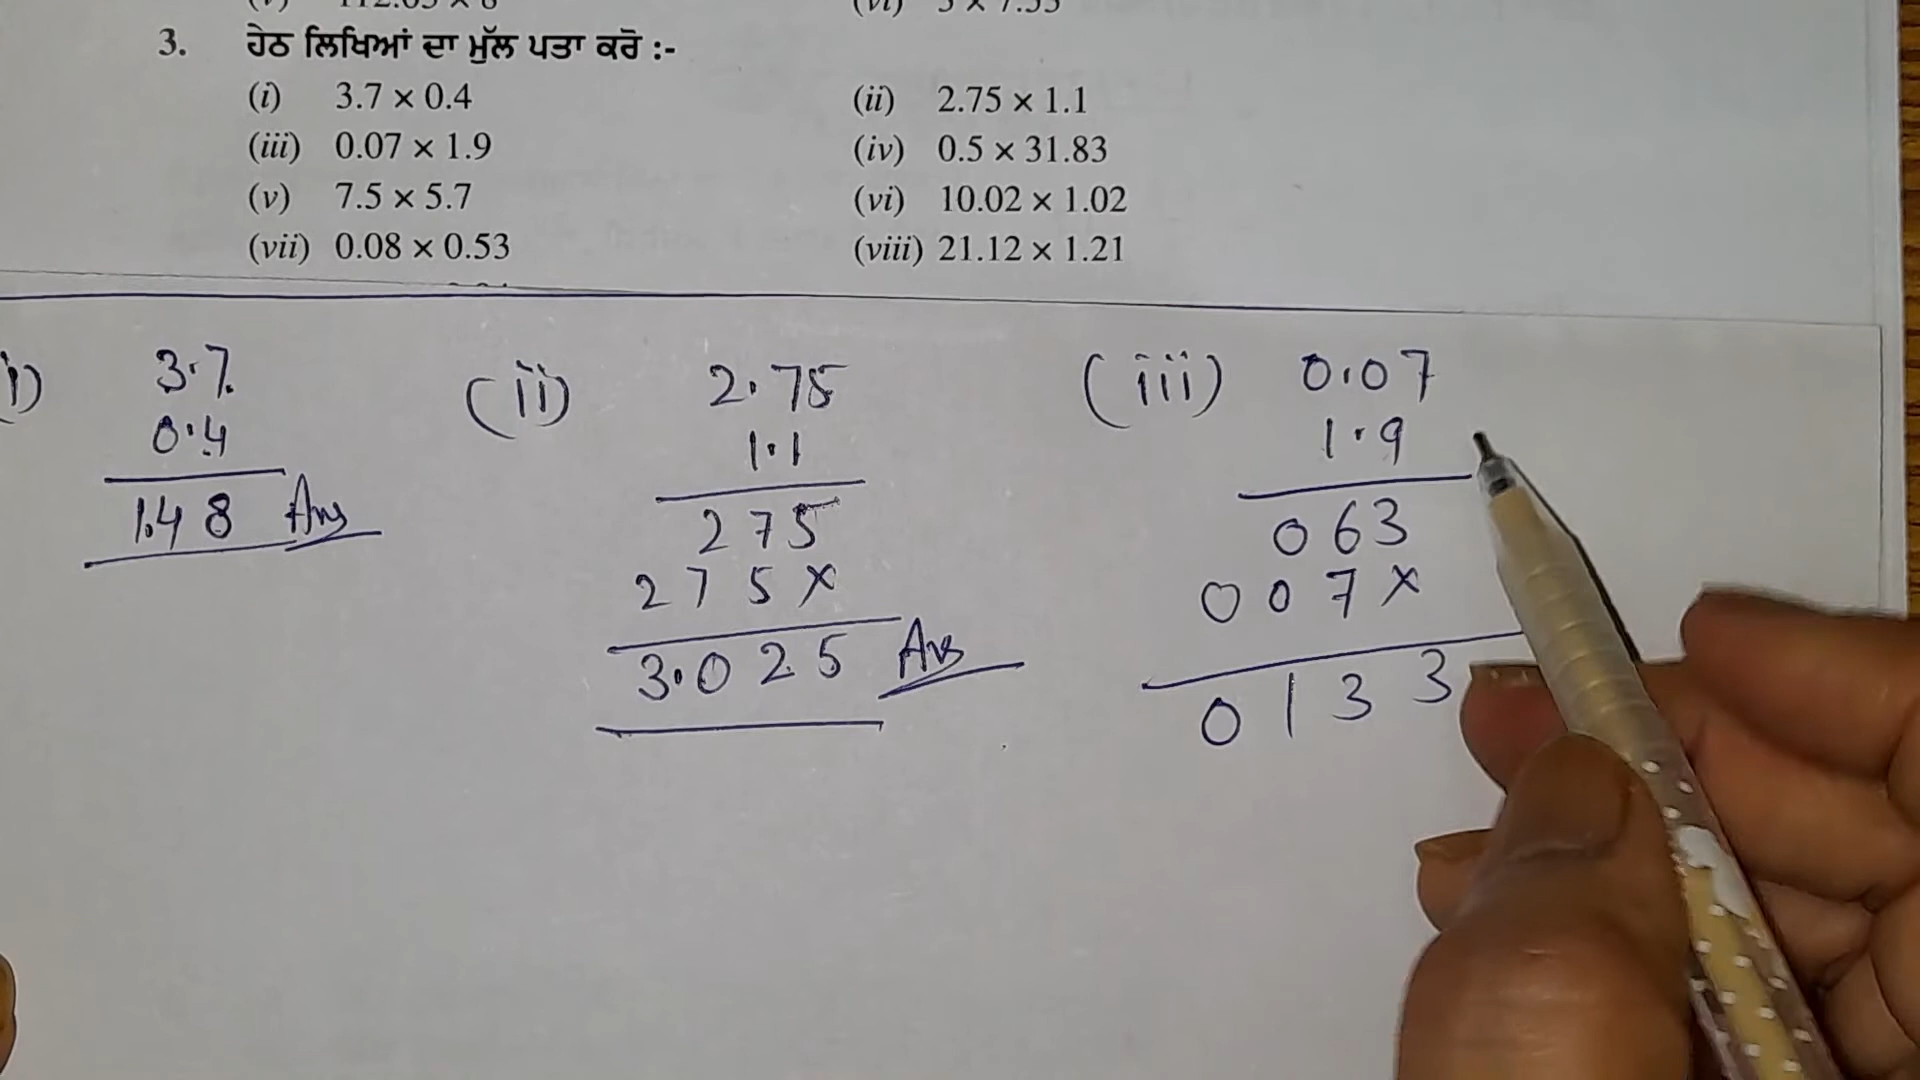 3. ਹੇਠ ਲਿਖਿਆਂ ਦਾ ਮੁੱਲ ਪਤਾ ਕਰੋ :-
(i) 3.7 × 0.4 (ii) 2.75 × 1.1
(iii) 0.07 × 1.9 (iv) 0.5 × 31.83
(v) 7.5 × 5.7 (vi) 10.02 × 1.02
(vii) 0.08 × 0.53 (viii) 21.12 × 1.21
i)
3.7
0.4
1.48 Ans
(ii)
2.75
1.1
275
275×
3.025 Ans
(iii)
0.07
1.9
063
007×
0133